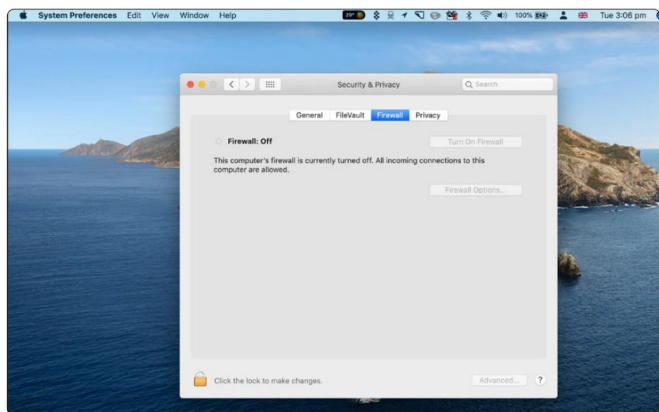 System Preferences Edit View Window Help 39° 100% Tue 3:06 pm
Security & Privacy Search
General FileVault Firewall Privacy
Firewall: Off Turn On Firewall
This computer's firewall is currently turned off. All incoming connections to this
computer are allowed.
Firewall Options...
Click the lock to make changes. Advanced... ?